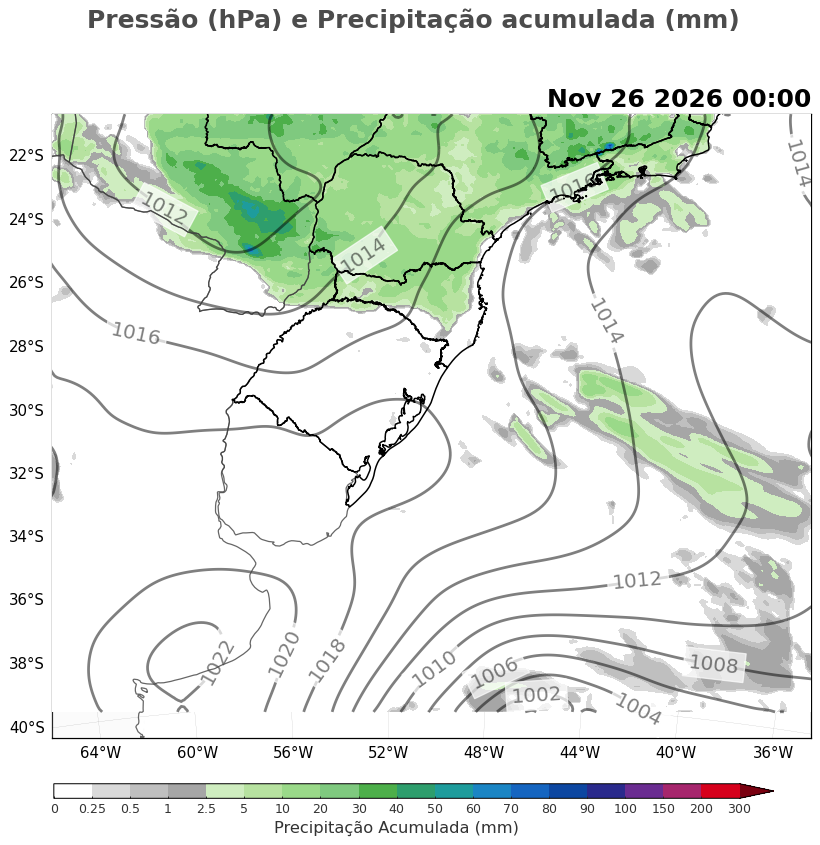 Pressão (hPa) e Precipitação acumulada (mm)
Nov 26 2026 00:00
22°S
24°S
26°S
28°S
30°S
32°S
34°S
36°S
38°S
40°S
1012
1014
1016
1014
1016
1014
1012
1022
1020
1018
1010
1006
1002
1004
1008
64°W 60°W 56°W 52°W 48°W 44°W 40°W 36°W
0 0.25 0.5 1 2.5 5 10 20 30 40 50 60 70 80 90 100 150 200 300
Precipitação Acumulada (mm)